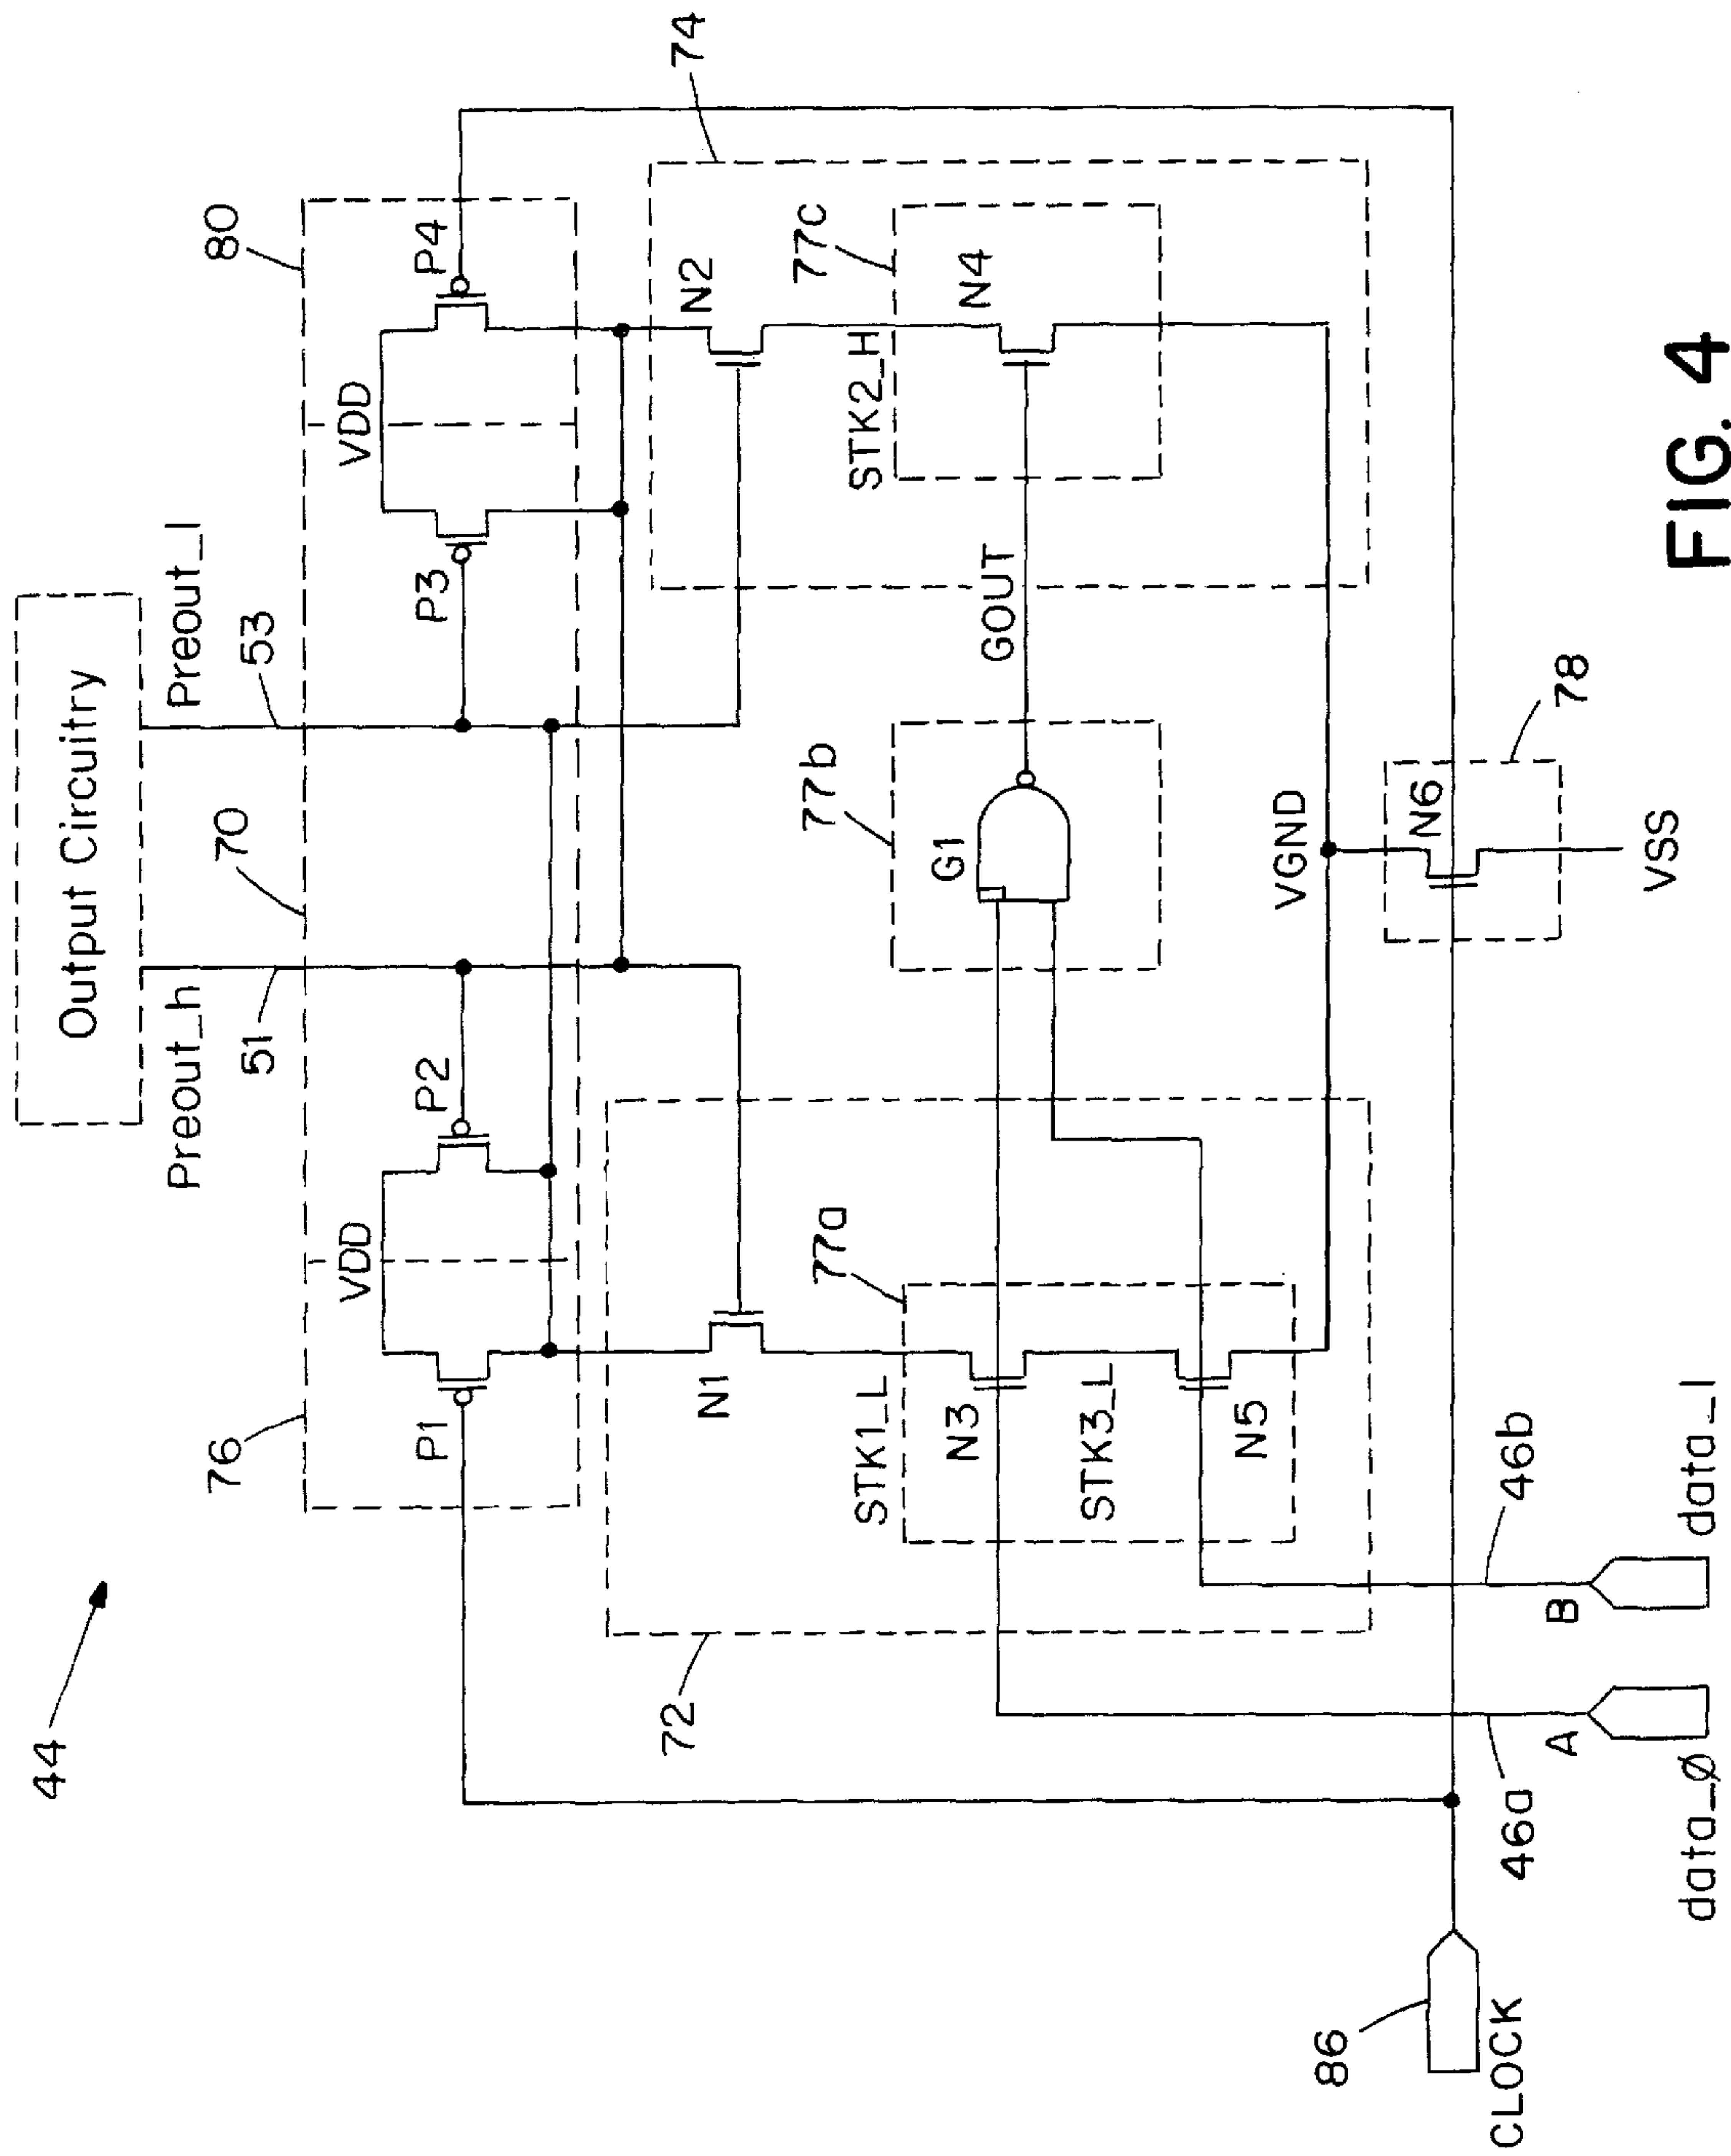 44
Output Circuitry
Preout_h
Preout_l
51
53
70
76
80
VDD
VDD
P1
P2
P3
P4
74
72
N1
N2
77a
77b
77c
STK1_L
STK2_H
N3
G1
GOUT
N4
STK3_L
N5
VGND
N6
78
VSS
86
CLOCK
46a
46b
A
B
data_Ø
data_l
FIG. 4